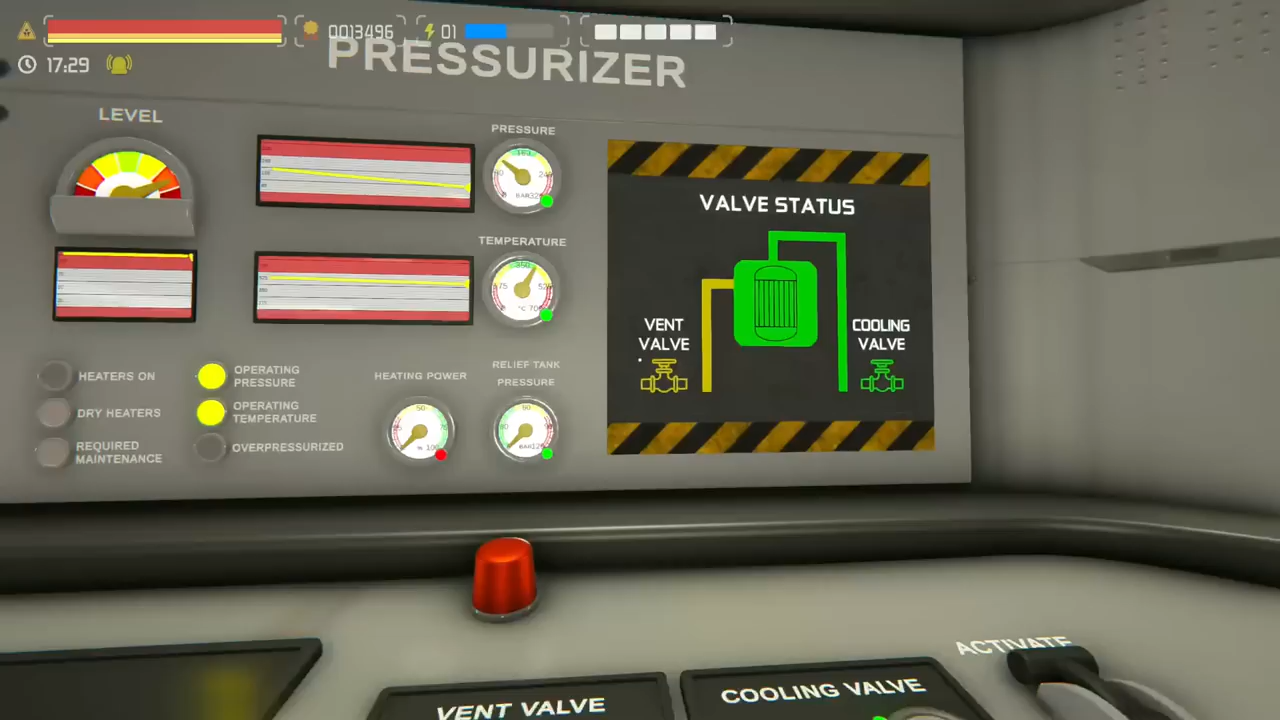 0013496
01
17:29
PRESSURIZER
LEVEL
PRESSURE
TEMPERATURE
HEATERS ON
DRY HEATERS
REQUIRED
MAINTENANCE
OPERATING
PRESSURE
OPERATING
TEMPERATURE
OVERPRESSURIZED
HEATING POWER
RELIEF TANK
PRESSURE
VALVE STATUS
VENT
VALVE
COOLING
VALVE
ACTIVATE
VENT VALVE
COOLING VALVE